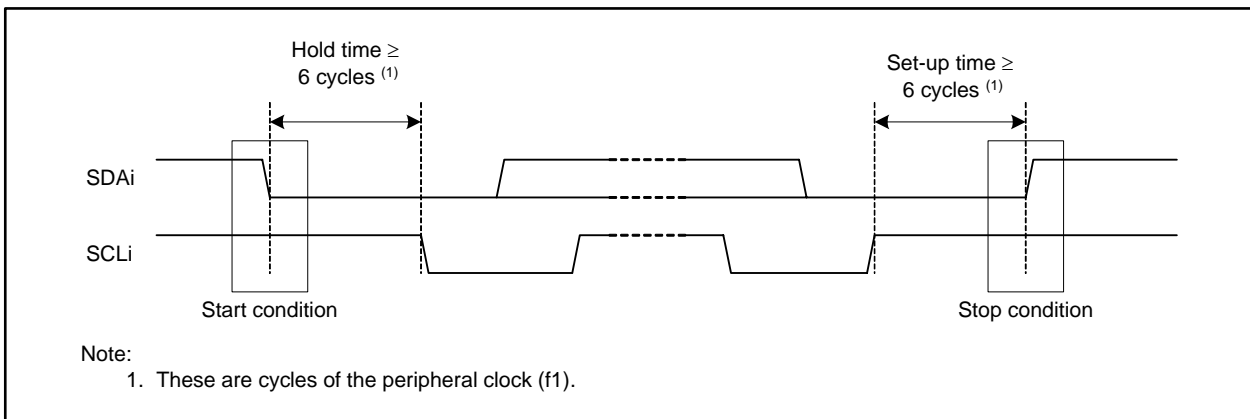 Hold time ≥
6 cycles (1)
Set-up time ≥
6 cycles (1)
SDAi
SCLi
Start condition
Stop condition
Note:
1. These are cycles of the peripheral clock (f1).